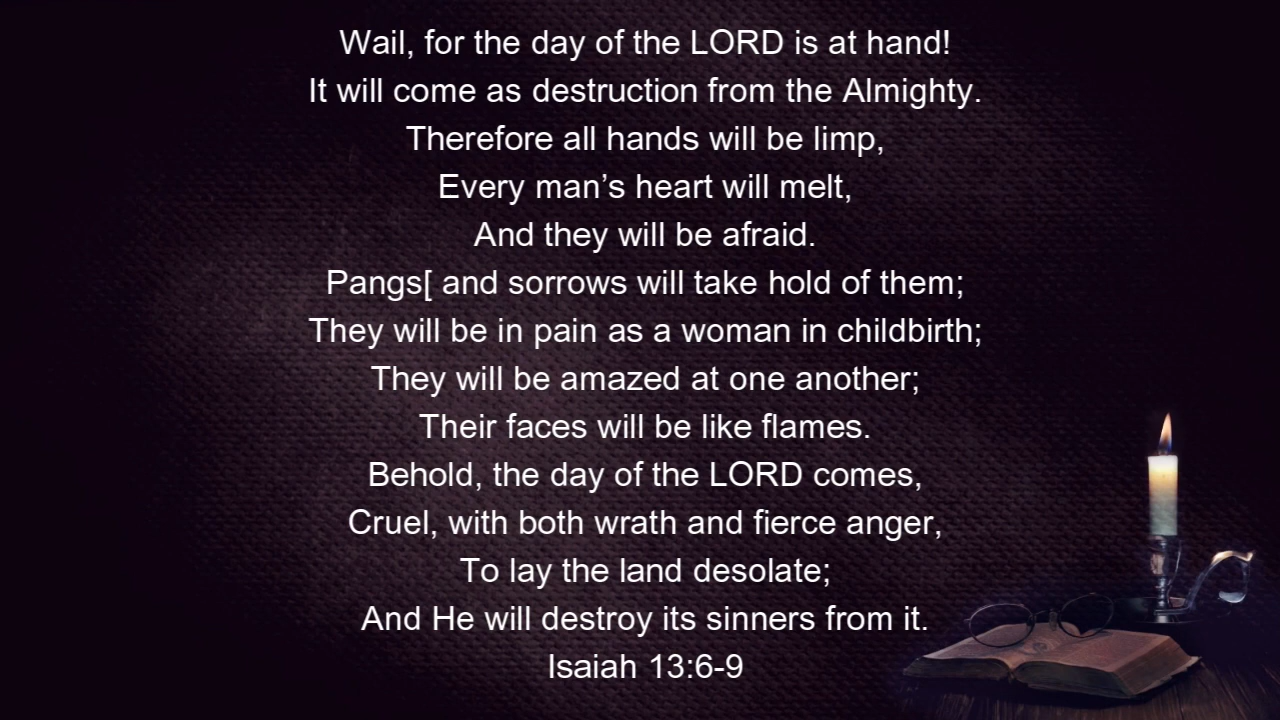 Wail, for the day of the LORD is at hand!
It will come as destruction from the Almighty.
Therefore all hands will be limp,
Every man’s heart will melt,
And they will be afraid.
Pangs[ and sorrows will take hold of them;
They will be in pain as a woman in childbirth;
They will be amazed at one another;
Their faces will be like flames.
Behold, the day of the LORD comes,
Cruel, with both wrath and fierce anger,
To lay the land desolate;
And He will destroy its sinners from it.
Isaiah 13:6-9